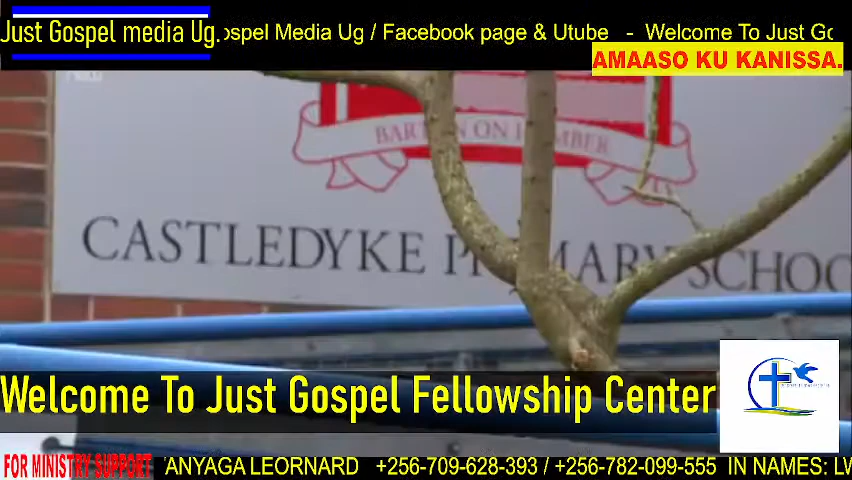 Just Gospel media Ug.
spel Media Ug / Facebook page & Utube - Welcome To Just Go
AMAASO KU KANISSA.
BARTON ON HUMBER
CASTLEDYKE PRIMARY SCHOO
Welcome To Just Gospel Fellowship Center
FOR MINISTRY SUPPORT
ANYAGA LEORNARD +256-709-628-393 / +256-782-099-555 IN NAMES: LW